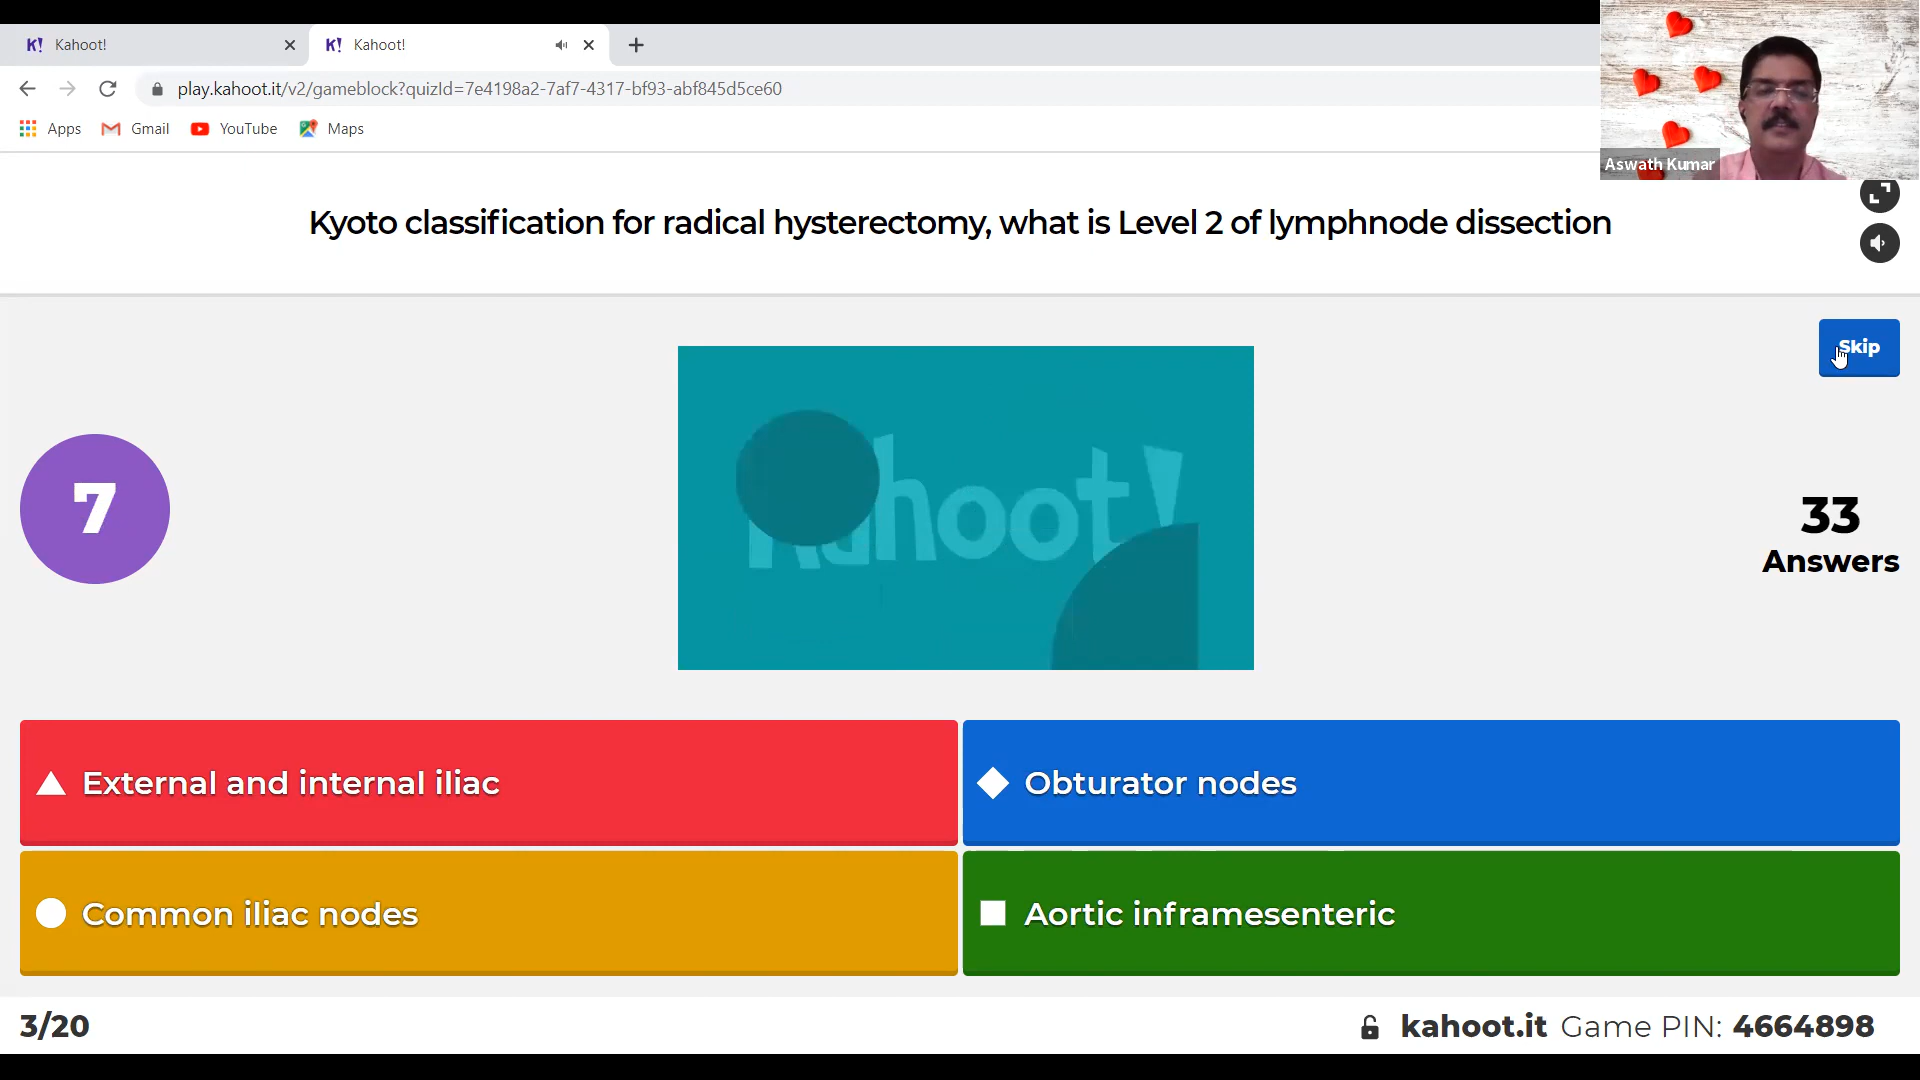 K! Kahoot!
K! Kahoot!
play.kahoot.it/v2/gameblock?quizId=7e4198a2-7af7-4317-bf93-abf845d5ce60
Apps Gmail YouTube Maps
Aswath Kumar
Kyoto classification for radical hysterectomy, what is Level 2 of lymphnode dissection
Skip
Kahoot!
7
33
Answers
External and internal iliac
Obturator nodes
Common iliac nodes
Aortic inframesenteric
3/20
kahoot.it Game PIN: 4664898